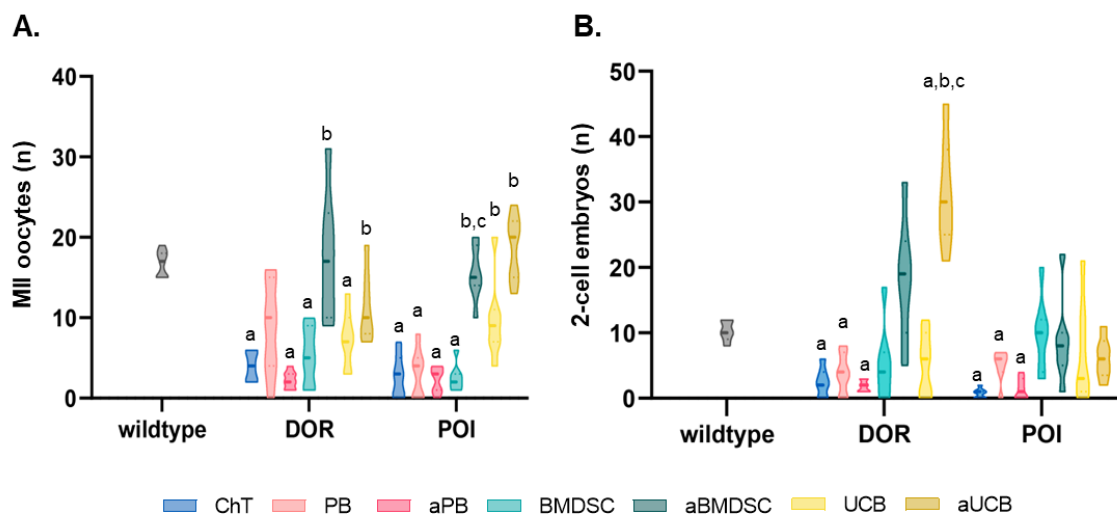 A.
MII oocytes (n)
40
30
20
10
0
a
a
a
b
a
b
a
a
a
a
b,c
b
b
wildtype
DOR
POI
B.
2-cell embryos (n)
50
40
30
20
10
0
a
a
a
a,b,c
a
a
a
wildtype
DOR
POI
ChT
PB
aPB
BMDSC
aBMDSC
UCB
aUCB